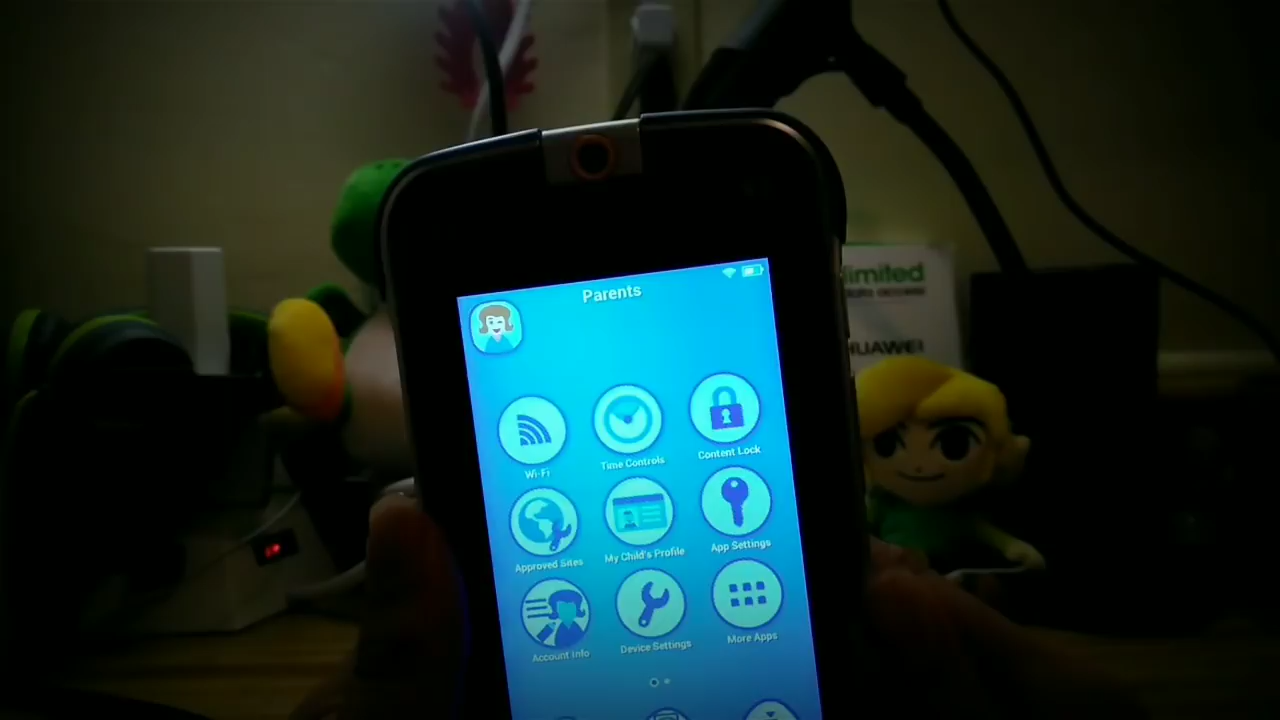 Parents
Wi-Fi
Time Controls
Content Lock
Approved Sites
My Child's Profile
App Settings
Account Info
Device Settings
More Apps
limited
HUAWEI